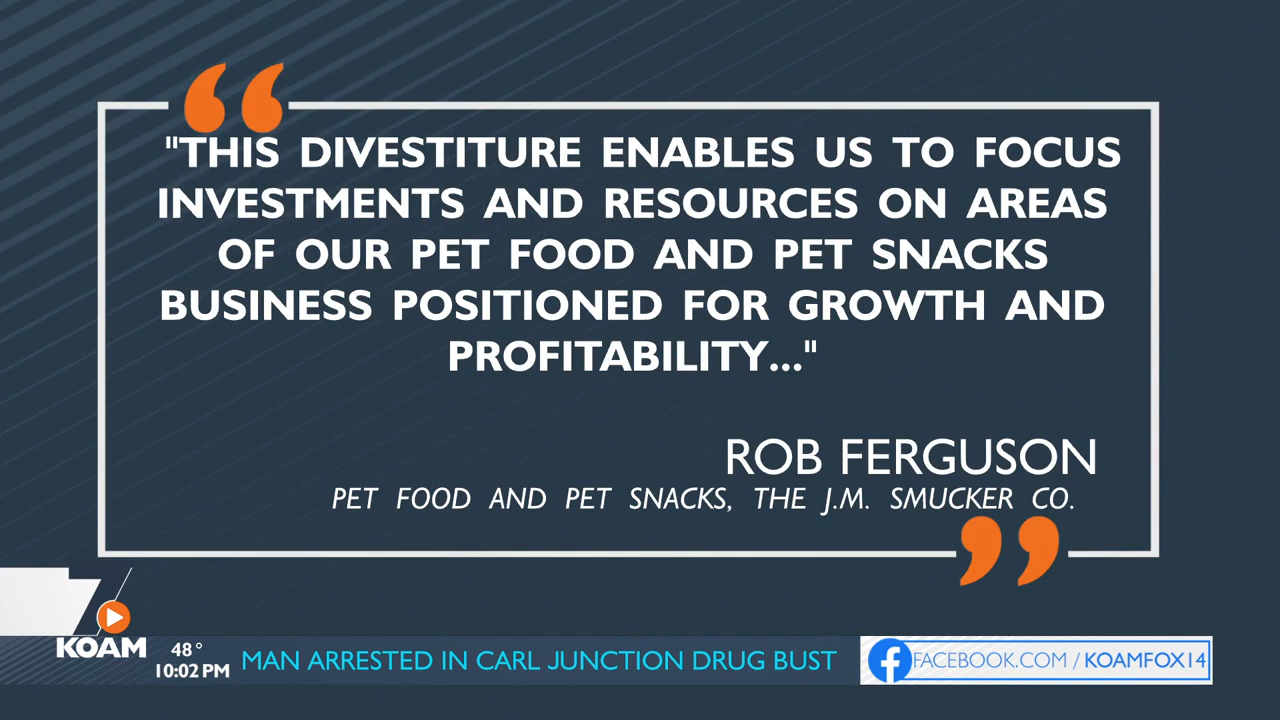 "THIS DIVESTITURE ENABLES US TO FOCUS
INVESTMENTS AND RESOURCES ON AREAS
OF OUR PET FOOD AND PET SNACKS
BUSINESS POSITIONED FOR GROWTH AND
PROFITABILITY..."
ROB FERGUSON
PET FOOD AND PET SNACKS, THE J.M. SMUCKER CO.
7
KOAM
48°
10:02 PM
MAN ARRESTED IN CARL JUNCTION DRUG BUST
FACEBOOK.COM / KOAMFOX14